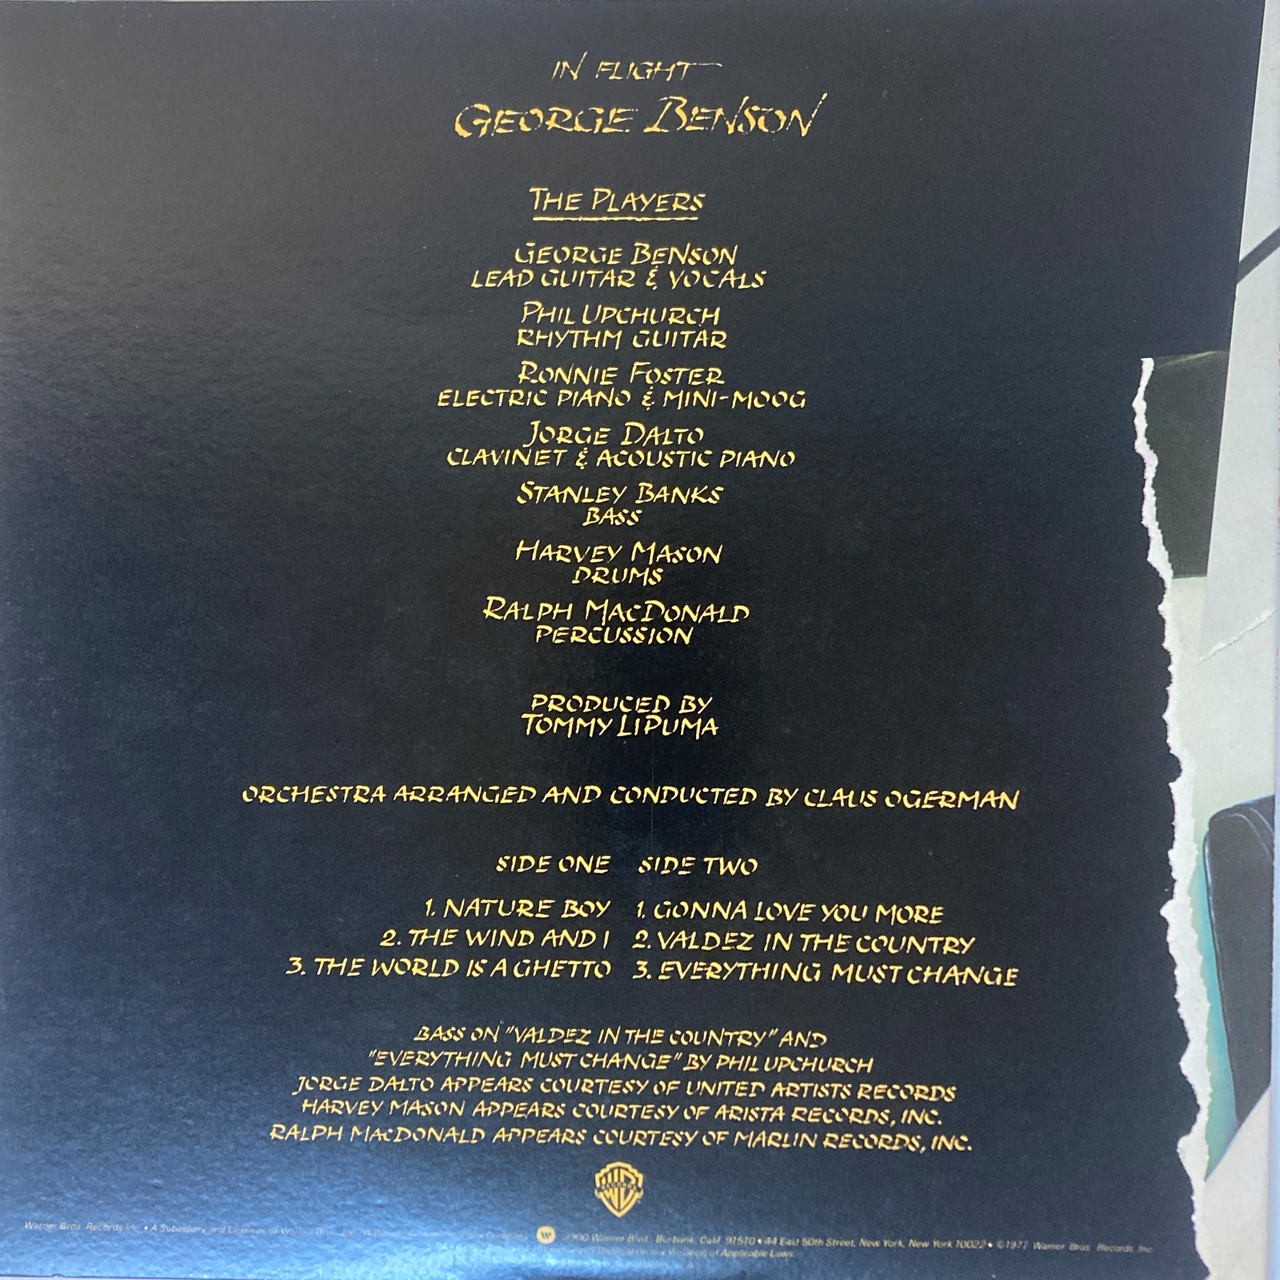 IN FLIGHT
GEORGE BENSON
THE PLAYERS
GEORGE BENSON
LEAD GUITAR & VOCALS
PHIL UPCHURCH
RHYTHM GUITAR
RONNIE FOSTER
ELECTRIC PIANO & MINI-MOOG
JORGE DALTO
CLAVINET & ACOUSTIC PIANO
STANLEY BANKS
BASS
HARVEY MASON
DRUMS
RALPH MACDONALD
PERCUSSION
PRODUCED BY
TOMMY LIPUMA
ORCHESTRA ARRANGED AND CONDUCTED BY CLAUS OGERMAN
SIDE ONE
1. NATURE BOY
2. THE WIND AND I
3. THE WORLD IS A GHETTO
SIDE TWO
1. GONNA LOVE YOU MORE
2. VALDEZ IN THE COUNTRY
3. EVERYTHING MUST CHANGE
BASS ON "VALDEZ IN THE COUNTRY" AND
"EVERYTHING MUST CHANGE" BY PHIL UPCHURCH
JORGE DALTO APPEARS COURTESY OF UNITED ARTISTS RECORDS
HARVEY MASON APPEARS COURTESY OF ARISTA RECORDS, INC.
RALPH MACDONALD APPEARS COURTESY OF MARLIN RECORDS, INC.
WB
RECORDS
Warner Bros. Records Inc. • A Subsidiary and Licensee of Warner Bros. Company Warner Blvd., Burbank, Calif. 91510 • 44 East 50th Street, New York, New York 10022 • ©1977 Warner Bros. Records Inc.
of Applicable Laws